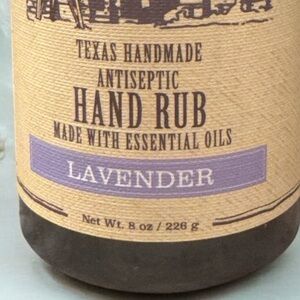 TEXAS HANDMADE
ANTISEPTIC
HAND RUB
MADE WITH ESSENTIAL OILS
LAVENDER
Net Wt. 8 oz / 226 g